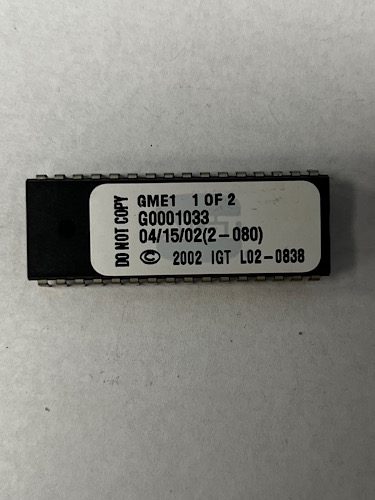 DO NOT COPY
GME1 1 OF 2
G0001033
04/15/02(2-080)
© 2002 IGT L02-0838